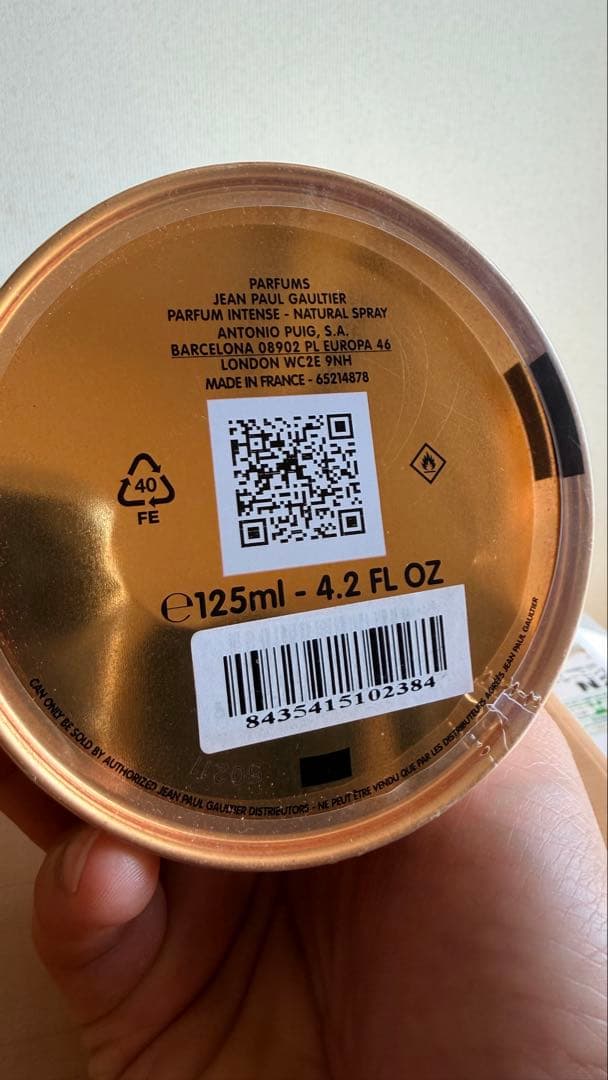 PARFUMS
JEAN PAUL GAULTIER
PARFUM INTENSE - NATURAL SPRAY
ANTONIO PUIG, S.A.
BARCELONA 08902 PL EUROPA 46
LONDON WC2E 9NH
MADE IN FRANCE - 65214878
40
FE
℮125ml - 4.2 FL OZ
8435415102384
CAN ONLY BE SOLD BY AUTHORIZED JEAN PAUL GAULTIER DISTRIBUTORS - NE PEUT ÊTRE VENDU QUE PAR LES DISTRIBUTEURS AGRÉÉS JEAN PAUL GAULTIER